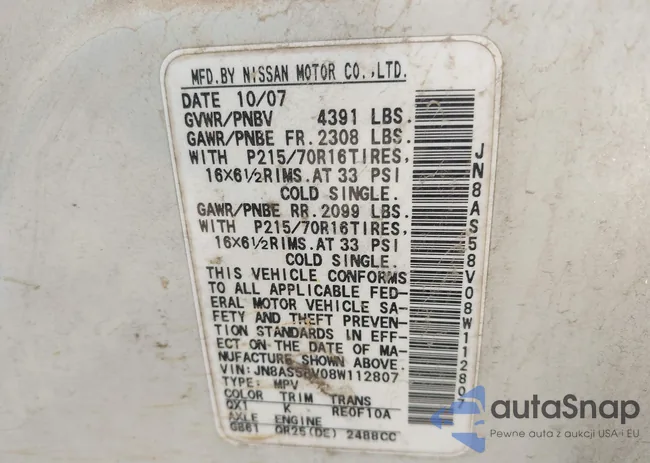 MFD.BY NISSAN MOTOR CO.,LTD.
DATE 10/07
GVWR/PNBV 4391 LBS.
GAWR/PNBE FR.2308 LBS.
WITH P215/70R16TIRES,
16X6½RIMS.AT 33 PSI
COLD SINGLE.
GAWR/PNBE RR.2099 LBS.
WITH P215/70R16TIRES,
16X6½RIMS.AT 33 PSI
COLD SINGLE.
THIS VEHICLE CONFORMS
TO ALL APPLICABLE FED-
ERAL MOTOR VEHICLE SA-
FETY AND THEFT PREVEN-
TION STANDARDS IN EFF-
ECT ON THE DATE OF MA-
NUFACTURE SHOWN ABOVE.
VIN:JN8AS58V08W112807
TYPE: MPV
COLOR TRIM TRANS
QX1 K RE0F10A
AXLE ENGINE
GB61 QR25(DE) 2488CC
JN8AS58V08W112807
autoSnap
Pewne auta z aukcji USA i EU